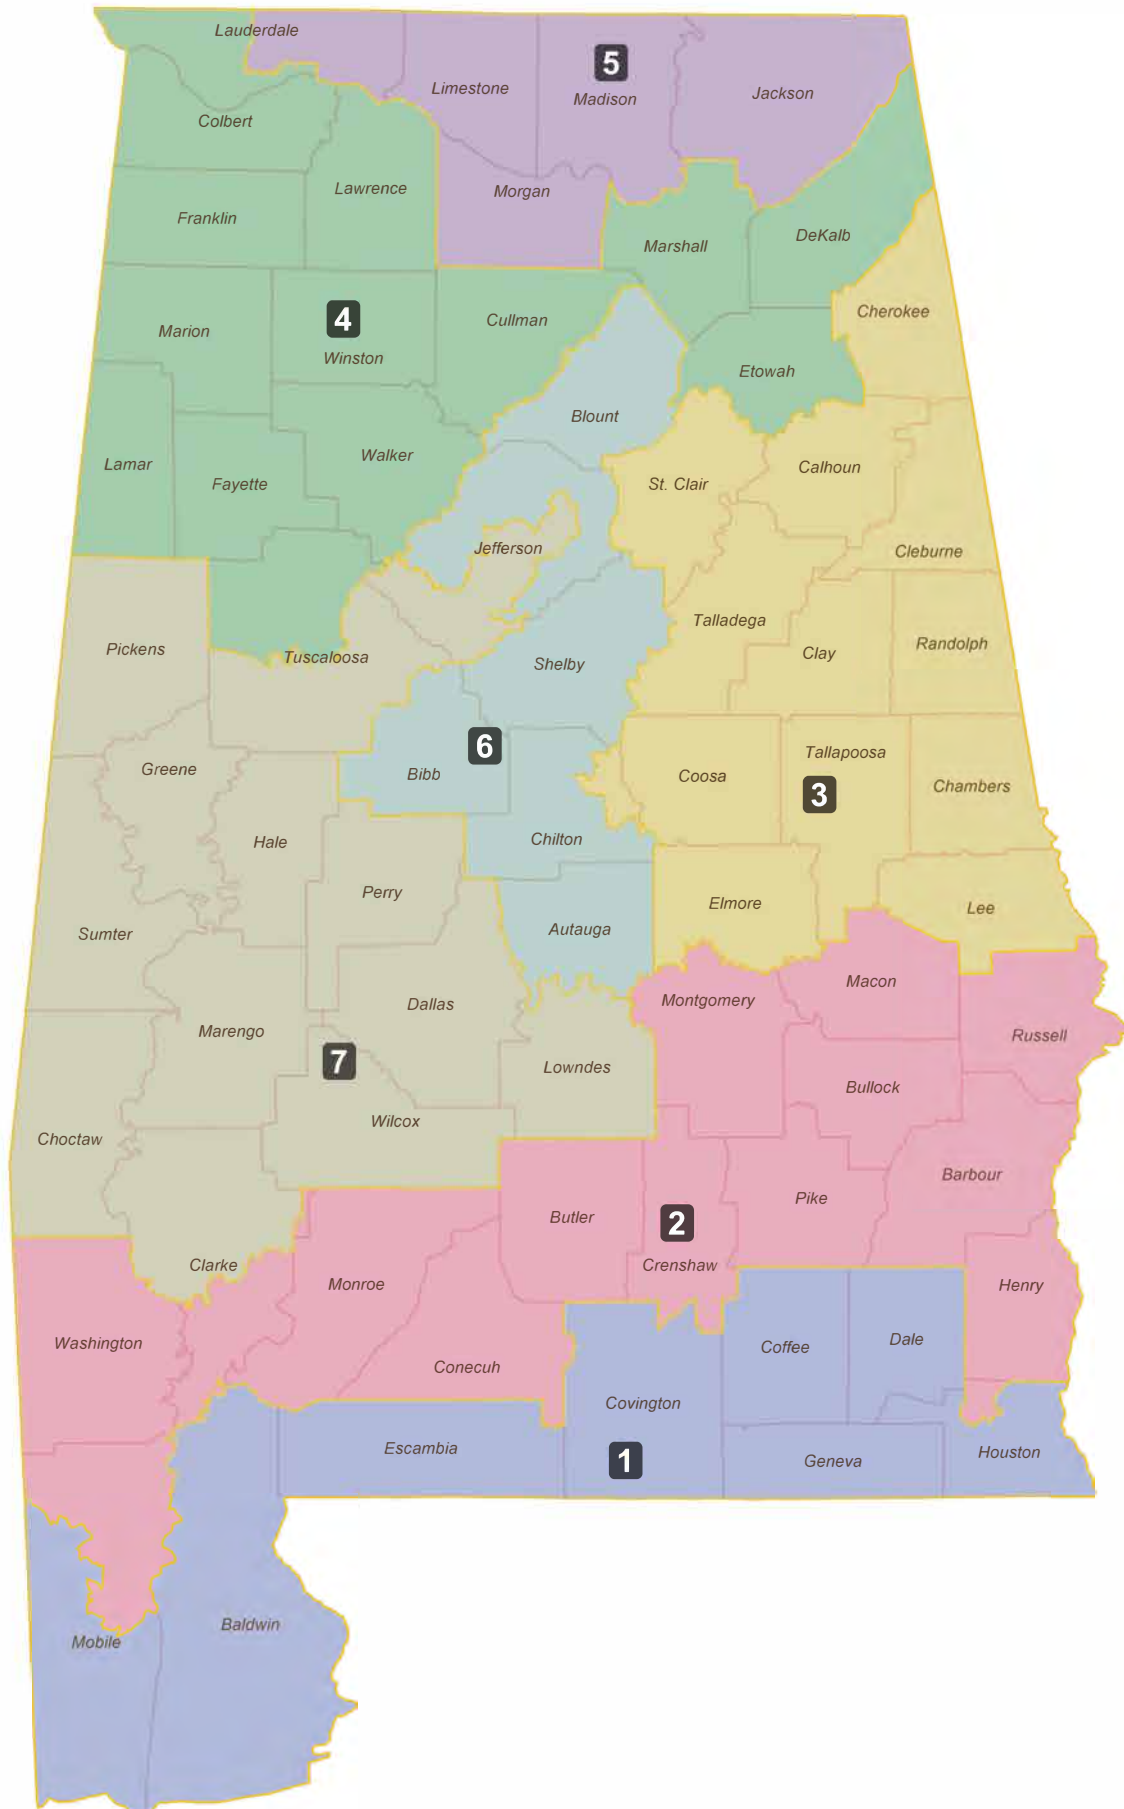 Lauderdale
5
Limestone
Madison
Jackson
Colbert
Lawrence
Morgan
Franklin
Marshall
DeKalb
Cherokee
4
Marion
Cullman
Winston
Etowah
Blount
Walker
Lamar
Fayette
St. Clair
Calhoun
Jefferson
Cleburne
Talladega
Randolph
Pickens
Clay
Tuscaloosa
Shelby
6
Tallapoosa
Greene
Bibb
Coosa
3
Chambers
Hale
Chilton
Perry
Elmore
Lee
Sumter
Autauga
Macon
Dallas
Montgomery
Marengo
Russell
7
Lowndes
Bullock
Wilcox
Choctaw
Barbour
Pike
Butler
2
Clarke
Crenshaw
Monroe
Henry
Washington
Coffee
Dale
Conecuh
Covington
Escambia
1
Geneva
Houston
Baldwin
Mobile